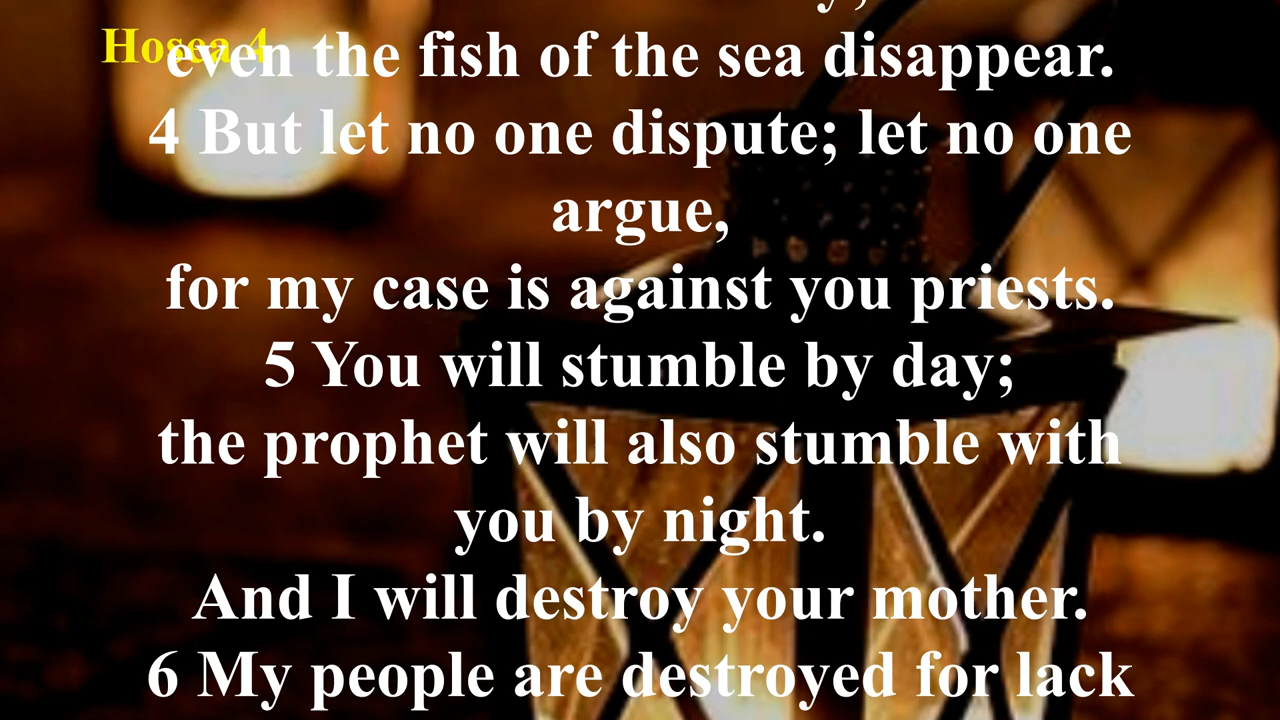 Hosea 4
even the fish of the sea disappear.
4 But let no one dispute; let no one
argue,
for my case is against you priests.
5 You will stumble by day;
the prophet will also stumble with
you by night.
And I will destroy your mother.
6 My people are destroyed for lack